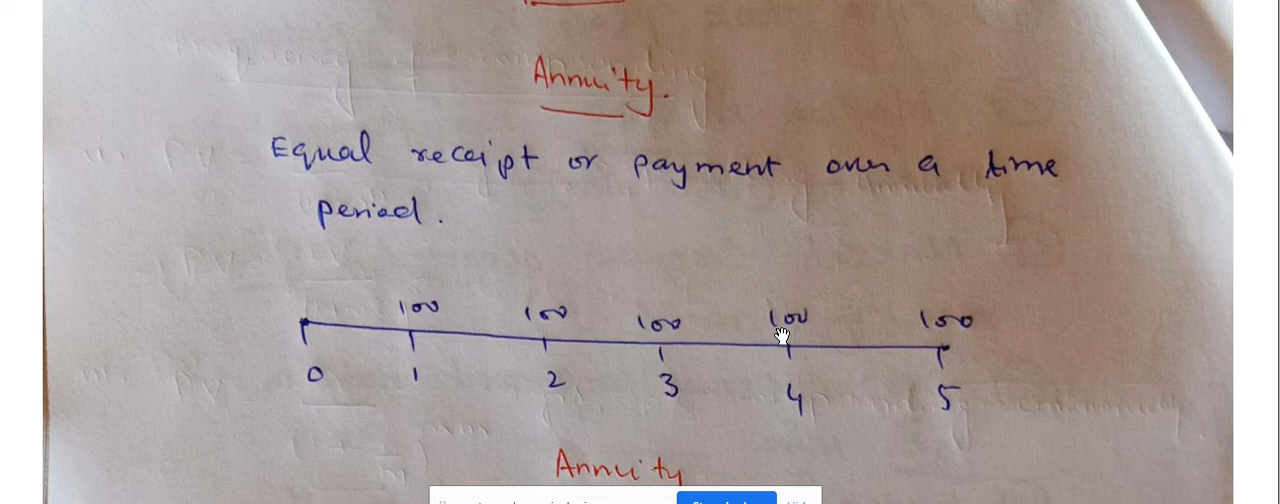 Annuity.
Equal receipt or payment over a time
period.
100 100 100 100 100
0 1 2 3 4 5
Annuity